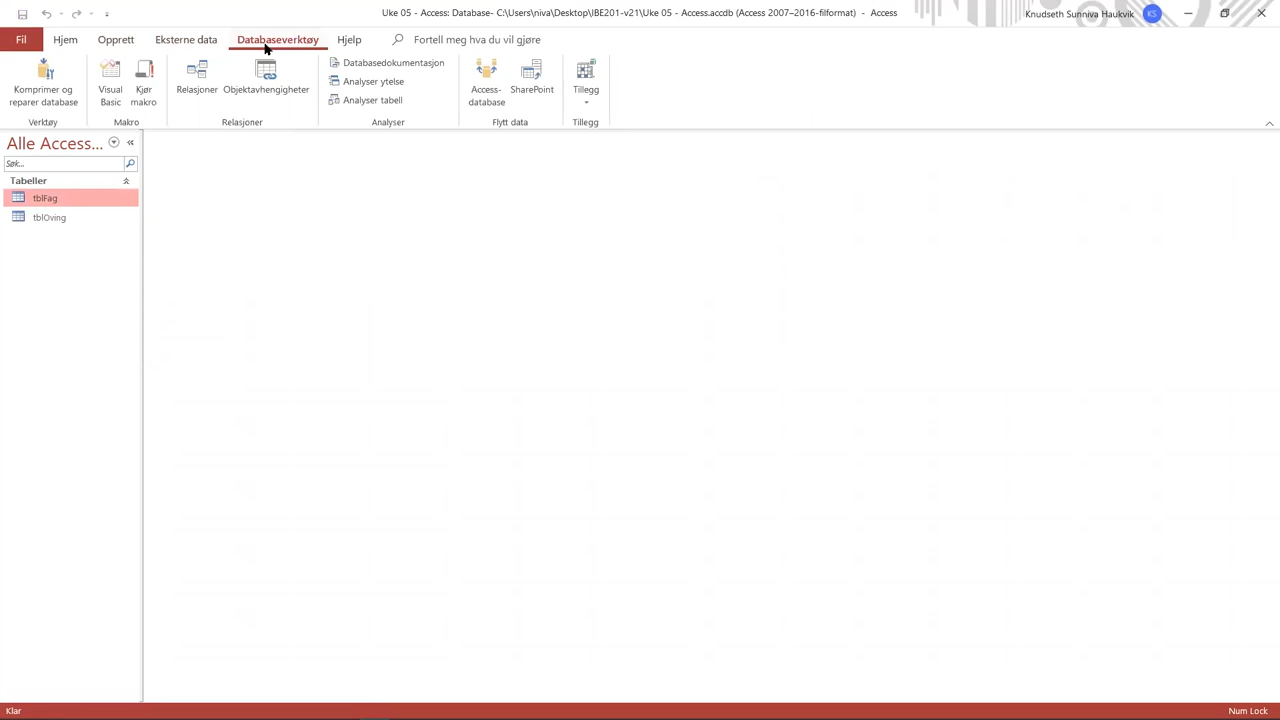 Uke 05 - Access: Database- C:\Users\niva\Desktop\IBE201-v21\Uke 05 - Access.accdb (Access 2007–2016-filformat) - Access
Knudseth Sunniva Haukvik
KS
Fil
Hjem
Opprett
Eksterne data
Databaseverktøy
Hjelp
Fortell meg hva du vil gjøre
Komprimer og
reparer database
Visual
Basic
Kjør
makro
Relasjoner
Objektavhengigheter
Databasedokumentasjon
Analyser ytelse
Analyser tabell
Access-
database
SharePoint
Tillegg
Verktøy
Makro
Relasjoner
Analyser
Flytt data
Tillegg
Alle Access...
Søk...
Tabeller
tblFag
tblOving
Klar
Num Lock